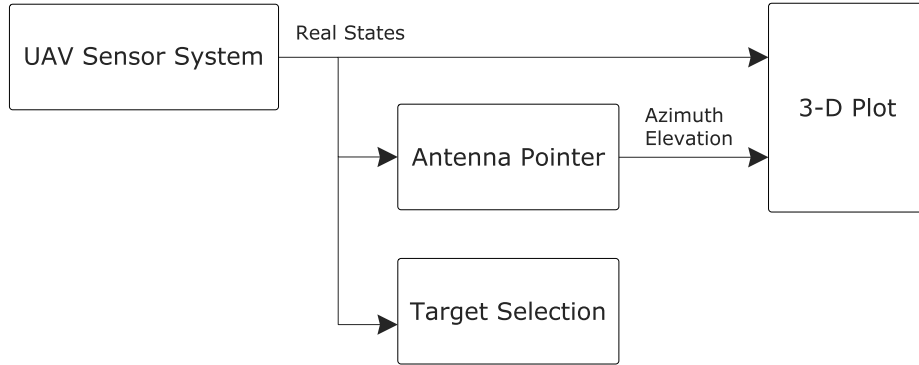 Real States
UAV Sensor System
3-D Plot
Azimuth
Elevation
Antenna Pointer
Target Selection